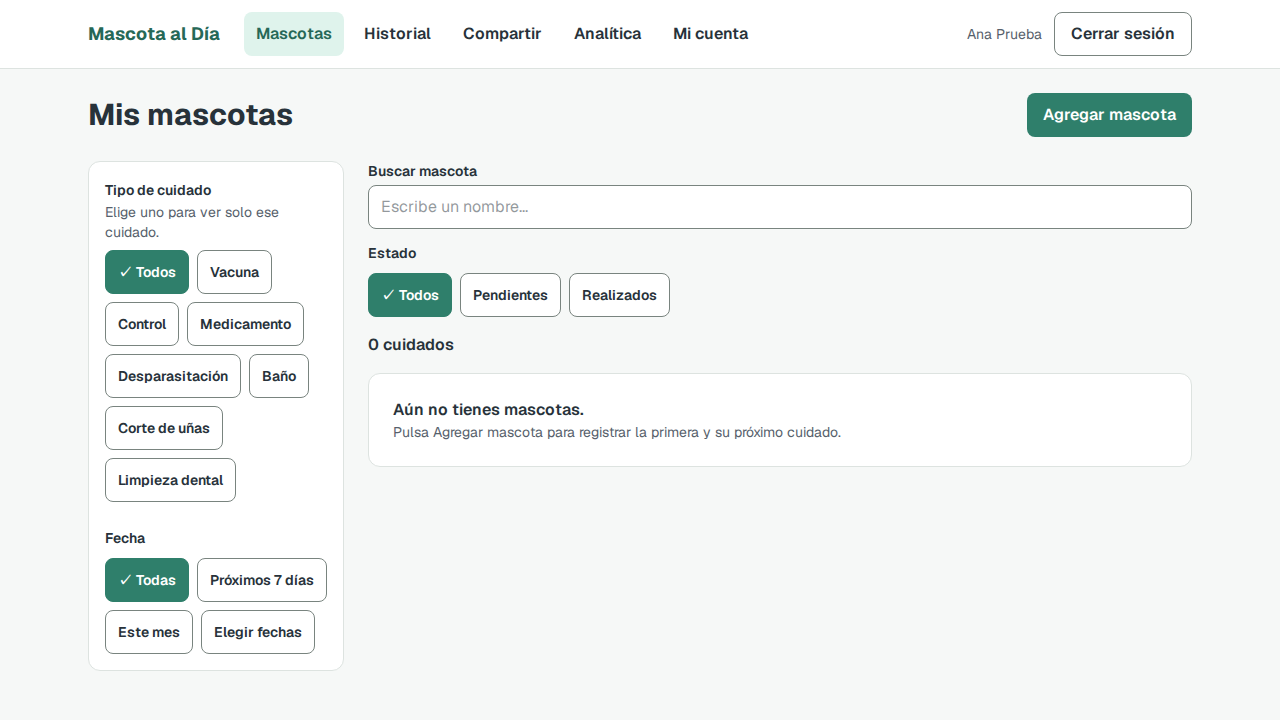 Mascota al Día
Mascotas
Historial
Compartir
Analítica
Mi cuenta
Ana Prueba
Cerrar sesión
Mis mascotas
Agregar mascota
Tipo de cuidado
Elige uno para ver solo ese
cuidado.
✓ Todos
Vacuna
Control
Medicamento
Desparasitación
Baño
Corte de uñas
Limpieza dental
Fecha
✓ Todas
Próximos 7 días
Este mes
Elegir fechas
Buscar mascota
Escribe un nombre...
Estado
✓ Todos
Pendientes
Realizados
0 cuidados
Aún no tienes mascotas.
Pulsa Agregar mascota para registrar la primera y su próximo cuidado.